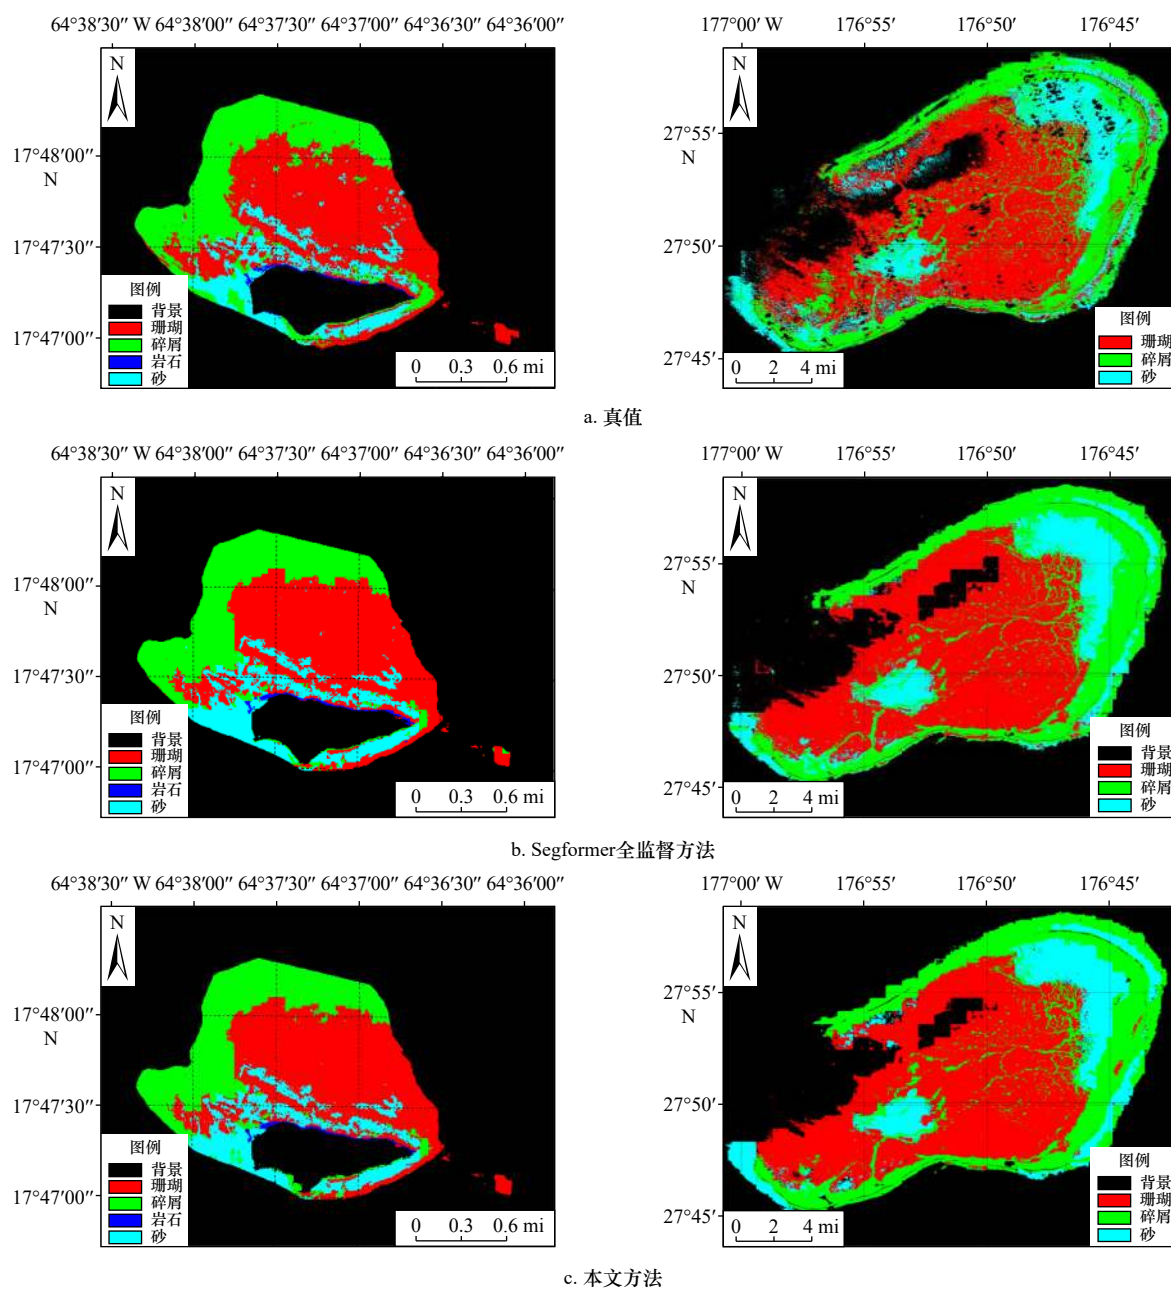 64°38′30″ W 64°38′00″ 64°37′30″ 64°37′00″ 64°36′30″ 64°36′00″
177°00′ W 176°55′ 176°50′ 176°45′
N
17°48′00″
N
17°47′30″
17°47′00″
图例
背景
珊瑚
碎屑
岩石
砂
0 0.3 0.6 mi
N
27°55′
N
27°50′
27°45′
图例
珊瑚
碎屑
砂
0 2 4 mi
a. 真值
64°38′30″ W 64°38′00″ 64°37′30″ 64°37′00″ 64°36′30″ 64°36′00″
177°00′ W 176°55′ 176°50′ 176°45′
N
17°48′00″
N
17°47′30″
17°47′00″
图例
背景
珊瑚
碎屑
岩石
砂
0 0.3 0.6 mi
N
27°55′
N
27°50′
27°45′
图例
背景
珊瑚
碎屑
砂
0 2 4 mi
b. Segformer全监督方法
64°38′30″ W 64°38′00″ 64°37′30″ 64°37′00″ 64°36′30″ 64°36′00″
177°00′ W 176°55′ 176°50′ 176°45′
N
17°48′00″
N
17°47′30″
17°47′00″
图例
背景
珊瑚
碎屑
岩石
砂
0 0.3 0.6 mi
N
27°55′
N
27°50′
27°45′
图例
背景
珊瑚
碎屑
砂
0 2 4 mi
c. 本文方法